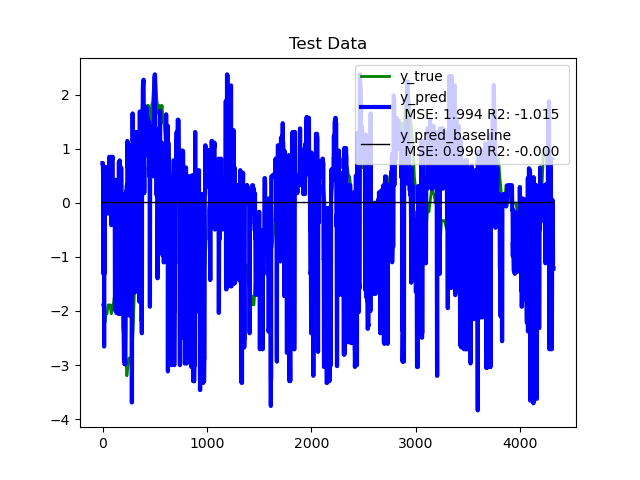 Test Data
y_true
y_pred
MSE: 1.994 R2: -1.015
y_pred_baseline
MSE: 0.990 R2: -0.000
2
1
0
−1
−2
−3
−4
0
1000
2000
3000
4000